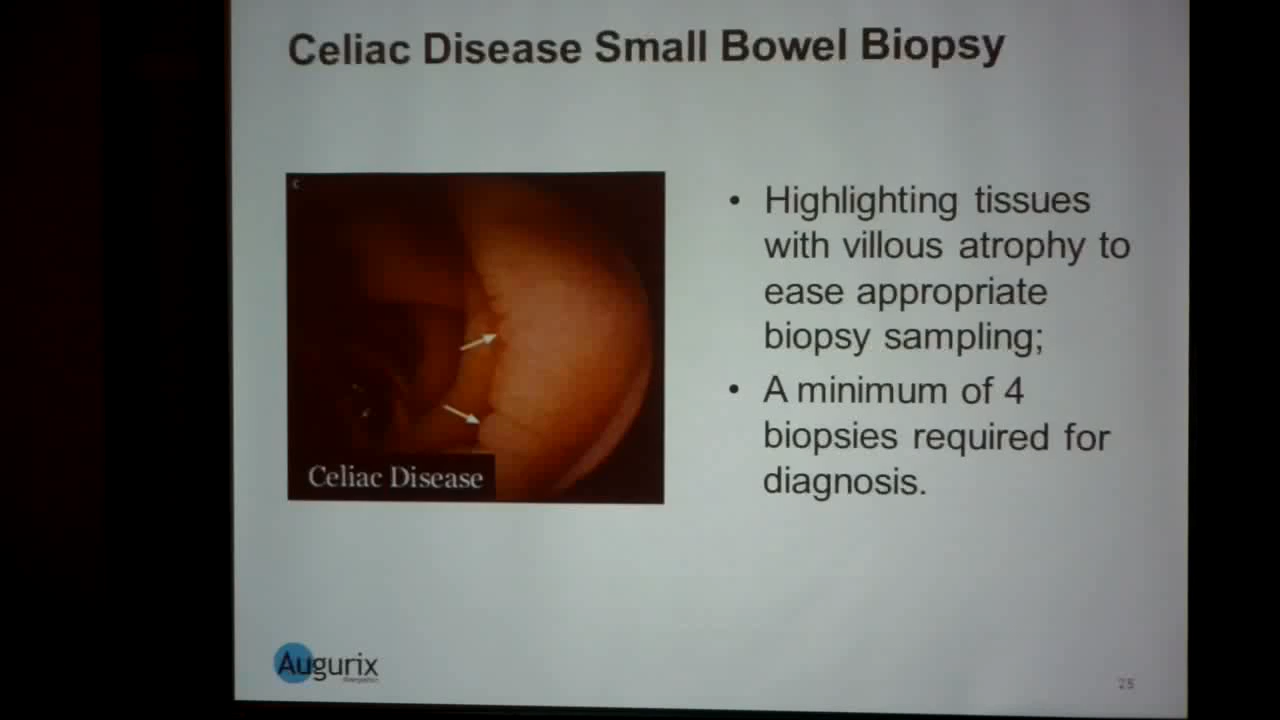 Celiac Disease Small Bowel Biopsy
c
• Highlighting tissues
with villous atrophy to
ease appropriate
biopsy sampling;
• A minimum of 4
biopsies required for
diagnosis.
Celiac Disease
Augurix
25